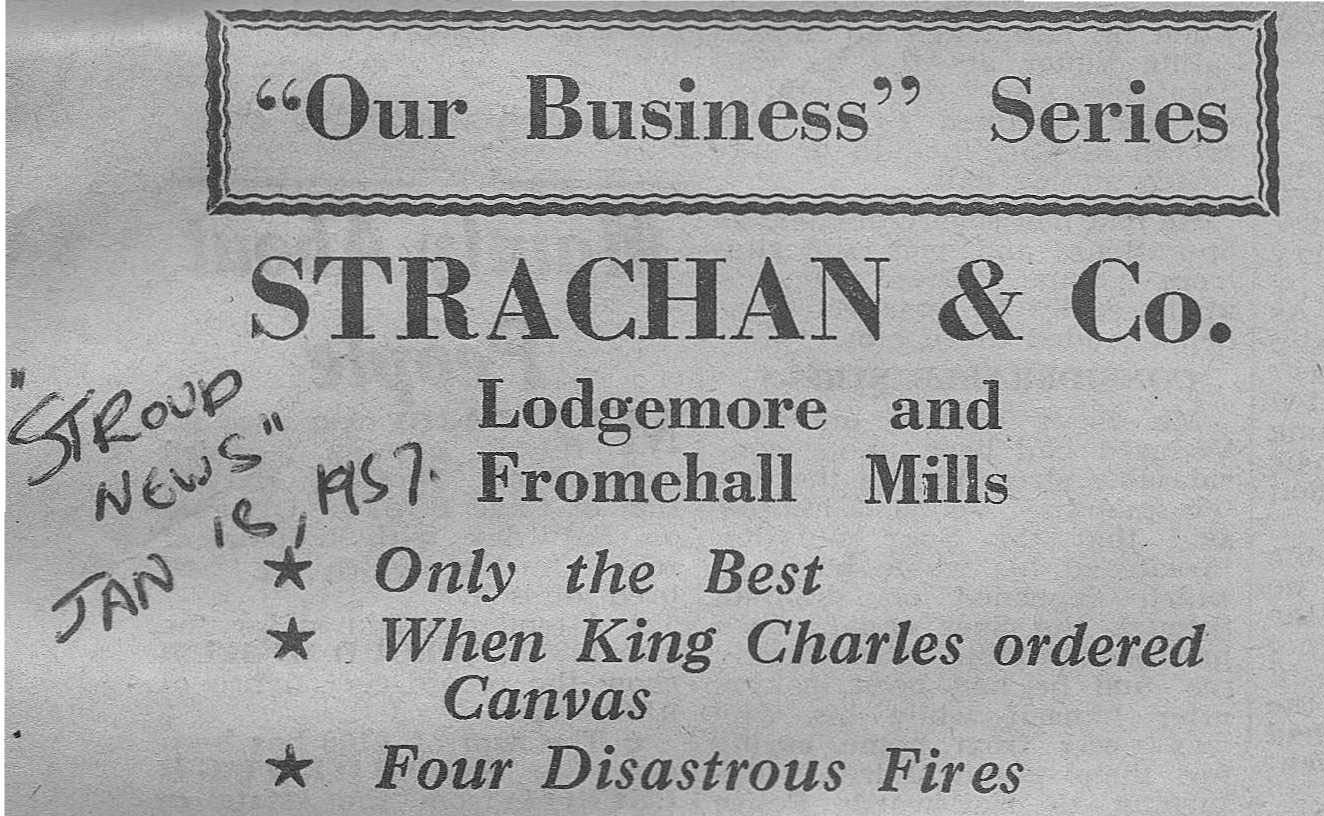 “Our Business” Series
STRACHAN & Co.
Lodgemore and
Fromehall Mills
"STROUD
NEWS"
JAN 18, 1957.
★ Only the Best
★ When King Charles ordered
Canvas
★ Four Disastrous Fires